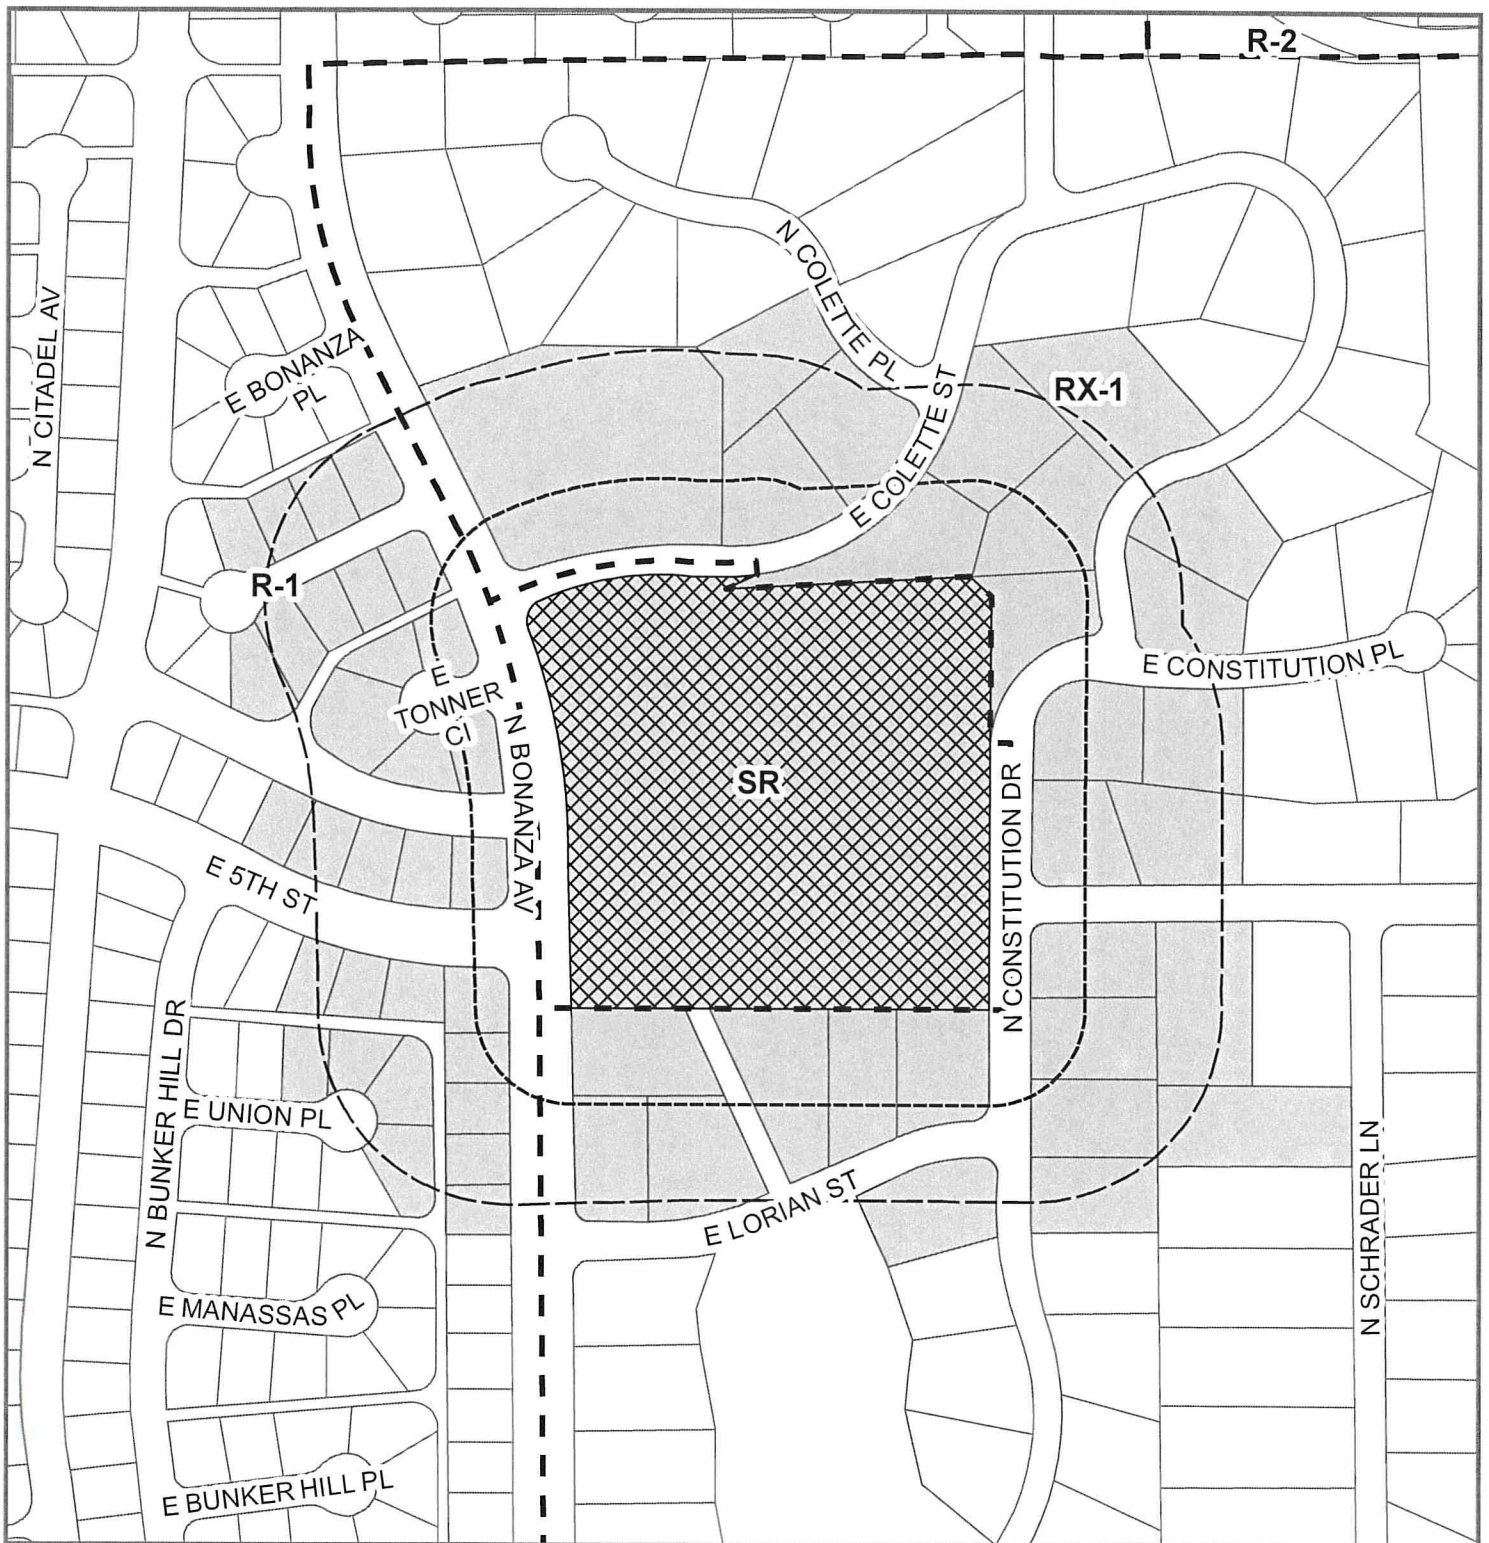 R-2
N COLETTE PL
N CITADEL AV
E BONANZA
PL
RX-1
E COLETTE ST
R-1
E CONSTITUTION PL
E
TONNER
CI
N BONANZA AV
SR
N CONSTITUTION DR
E 5TH ST
N BUNKER HILL DR
E UNION PL
E LORIAN ST
N SCHRADER LN
E MANASSAS PL
E BUNKER HILL PL